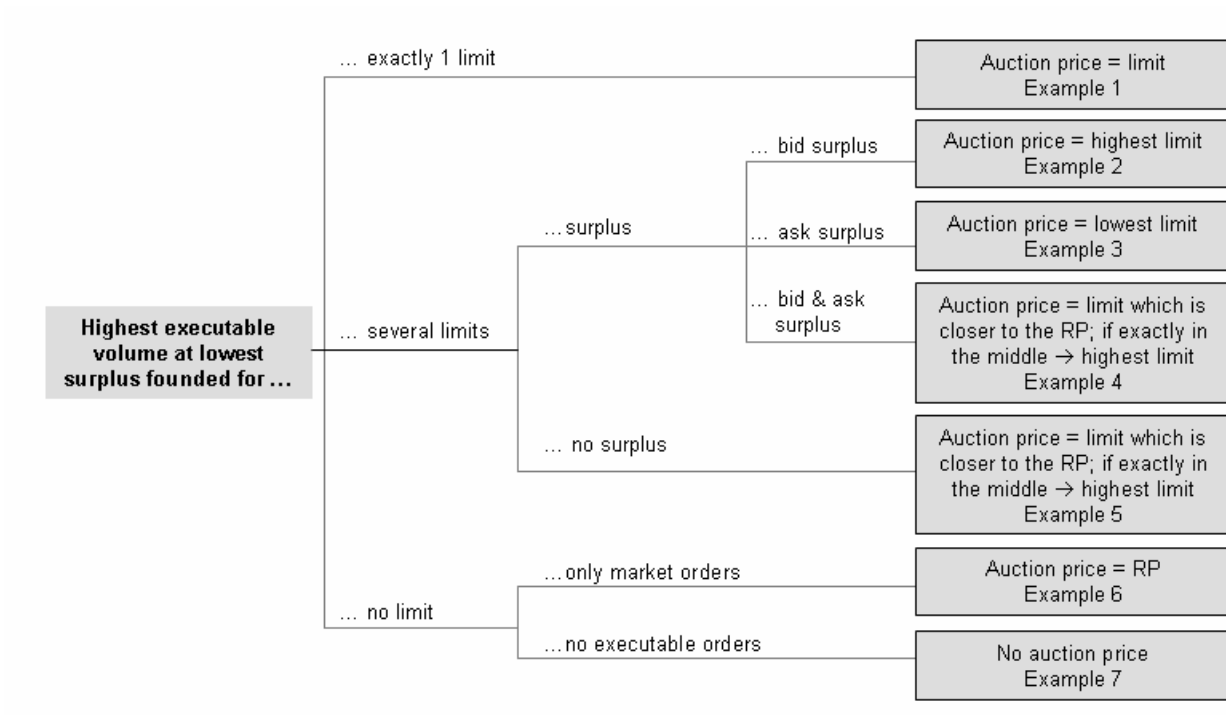 … exactly 1 limit
Auction price = limit
Example 1
… bid surplus
Auction price = highest limit
Example 2
…surplus
… ask surplus
Auction price = lowest limit
Example 3
… bid & ask
surplus
Auction price = limit which is
closer to the RP; if exactly in
the middle → highest limit
Example 4
Highest executable
volume at lowest
surplus founded for …
… several limits
… no surplus
Auction price = limit which is
closer to the RP; if exactly in
the middle → highest limit
Example 5
…only market orders
Auction price = RP
Example 6
… no limit
…no executable orders
No auction price
Example 7